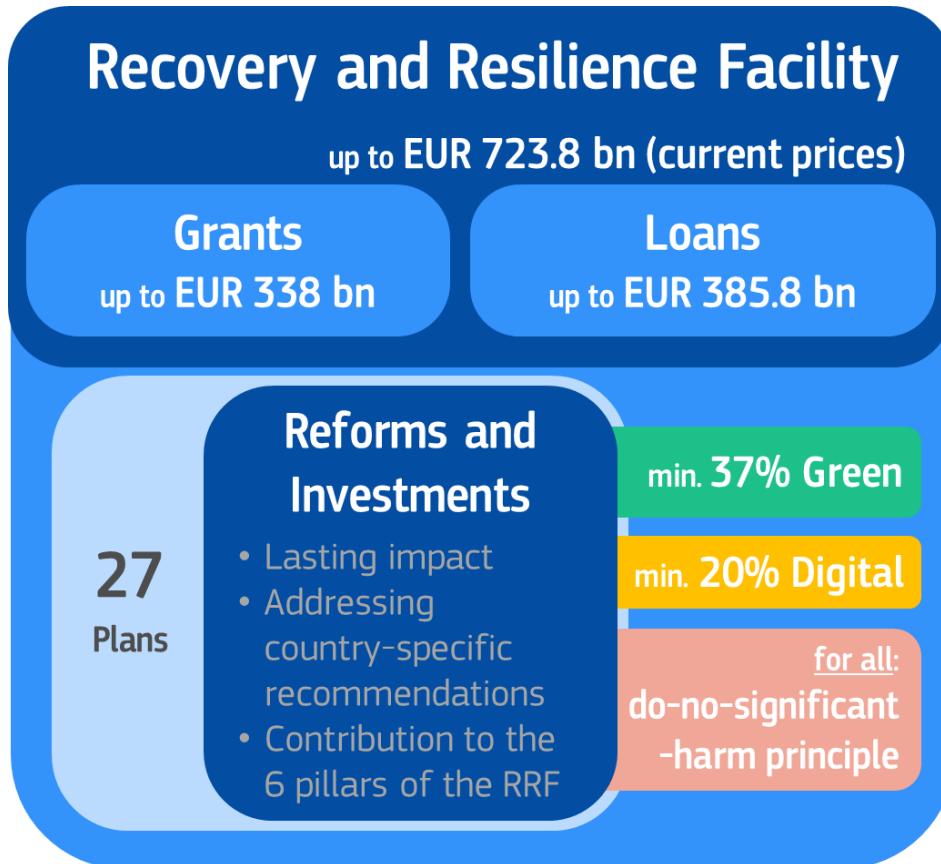 Recovery and Resilience Facility
up to EUR 723.8 bn (current prices)
Grants
up to EUR 338 bn
Loans
up to EUR 385.8 bn
27
Plans
Reforms and
Investments
• Lasting impact
• Addressing
country-specific
recommendations
• Contribution to the
6 pillars of the RRF
min. 37% Green
min. 20% Digital
for all:
do-no-significant
-harm principle